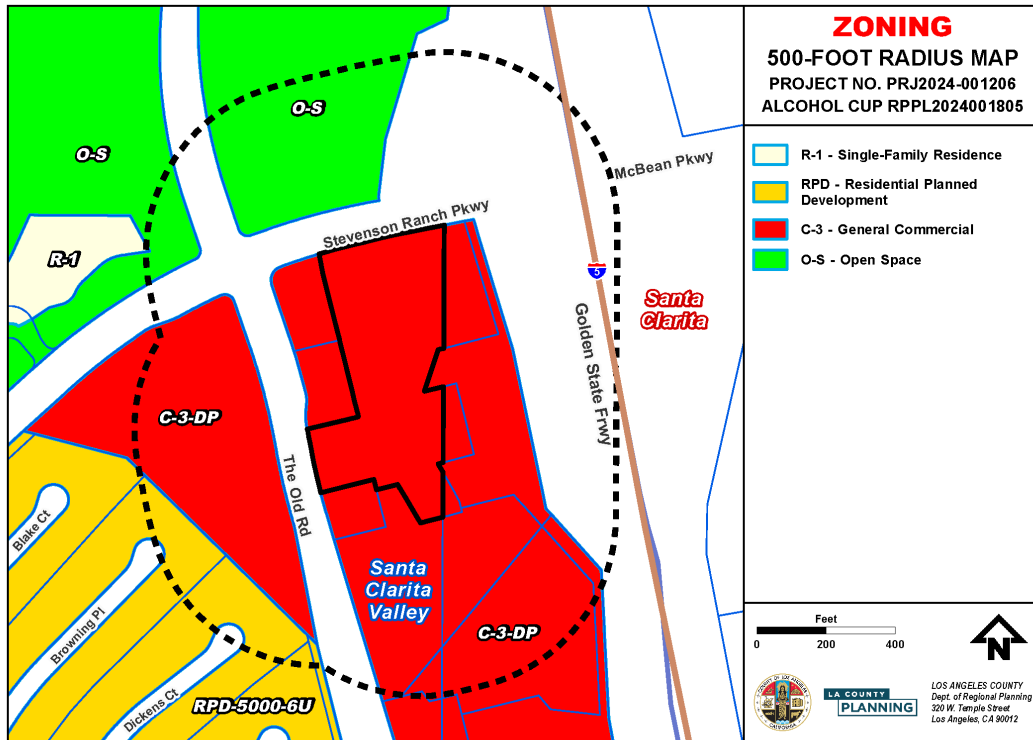 ZONING
500-FOOT RADIUS MAP
PROJECT NO. PRJ2024-001206
ALCOHOL CUP RPPL2024001805
R-1 - Single-Family Residence
RPD - Residential Planned
Development
C-3 - General Commercial
O-S - Open Space
O-S
O-S
McBean Pkwy
Stevenson Ranch Pkwy
R-1
5
Santa
Clarita
Golden State Frwy
C-3-DP
The Old Rd
Blake Ct
Santa
Clarita
Valley
Browning Pl
C-3-DP
Dickens Ct
RPD-5000-6U
Feet
0 200 400
N
LA COUNTY
PLANNING
LOS ANGELES COUNTY
Dept. of Regional Planning
320 W. Temple Street
Los Angeles, CA 90012